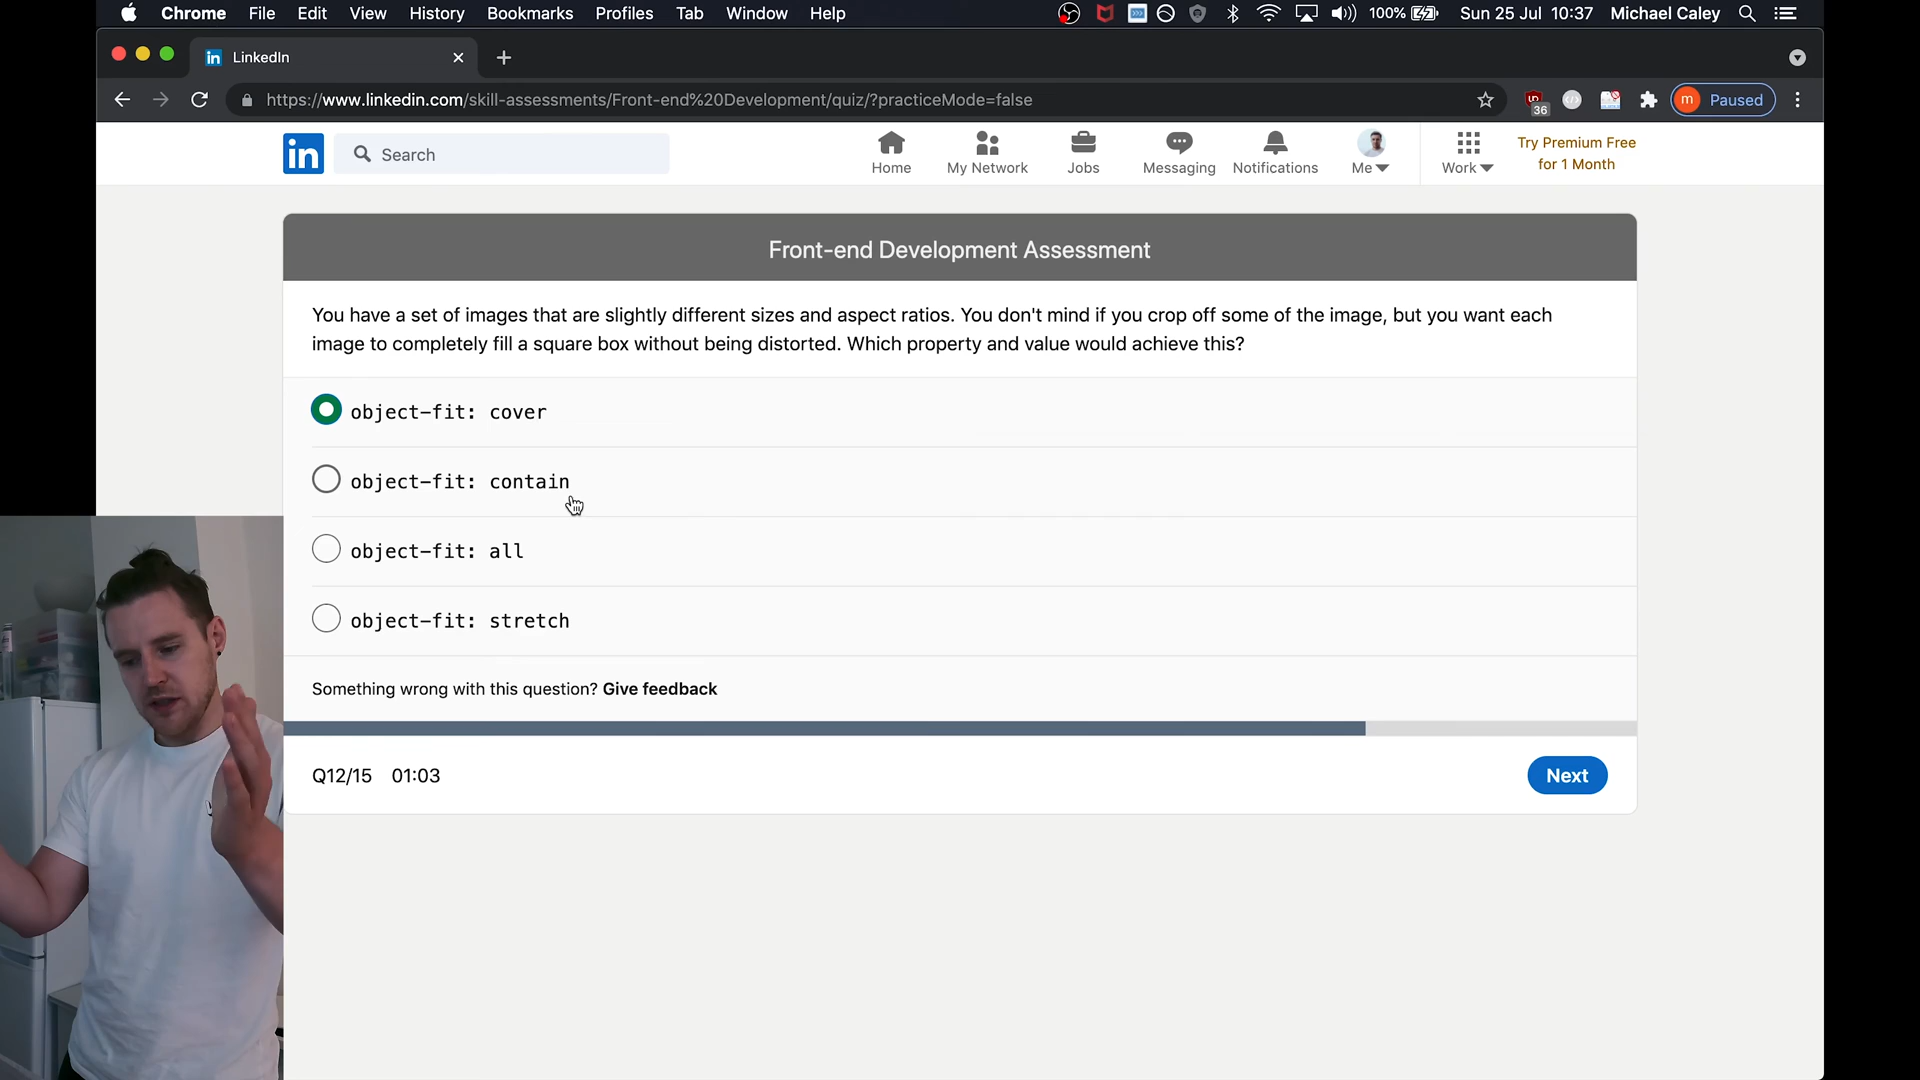 Chrome File Edit View History Bookmarks Profiles Tab Window Help 100% Sun 25 Jul 10:37 Michael Caley
in LinkedIn
https://www.linkedin.com/skill-assessments/Front-end%20Development/quiz/?practiceMode=false 36 m Paused
in Search Home My Network Jobs Messaging Notifications Me Work Try Premium Free
for 1 Month
Front-end Development Assessment
You have a set of images that are slightly different sizes and aspect ratios. You don't mind if you crop off some of the image, but you want each
image to completely fill a square box without being distorted. Which property and value would achieve this?
object-fit: cover
object-fit: contain
object-fit: all
object-fit: stretch
Something wrong with this question? Give feedback
Q12/15 01:03 Next